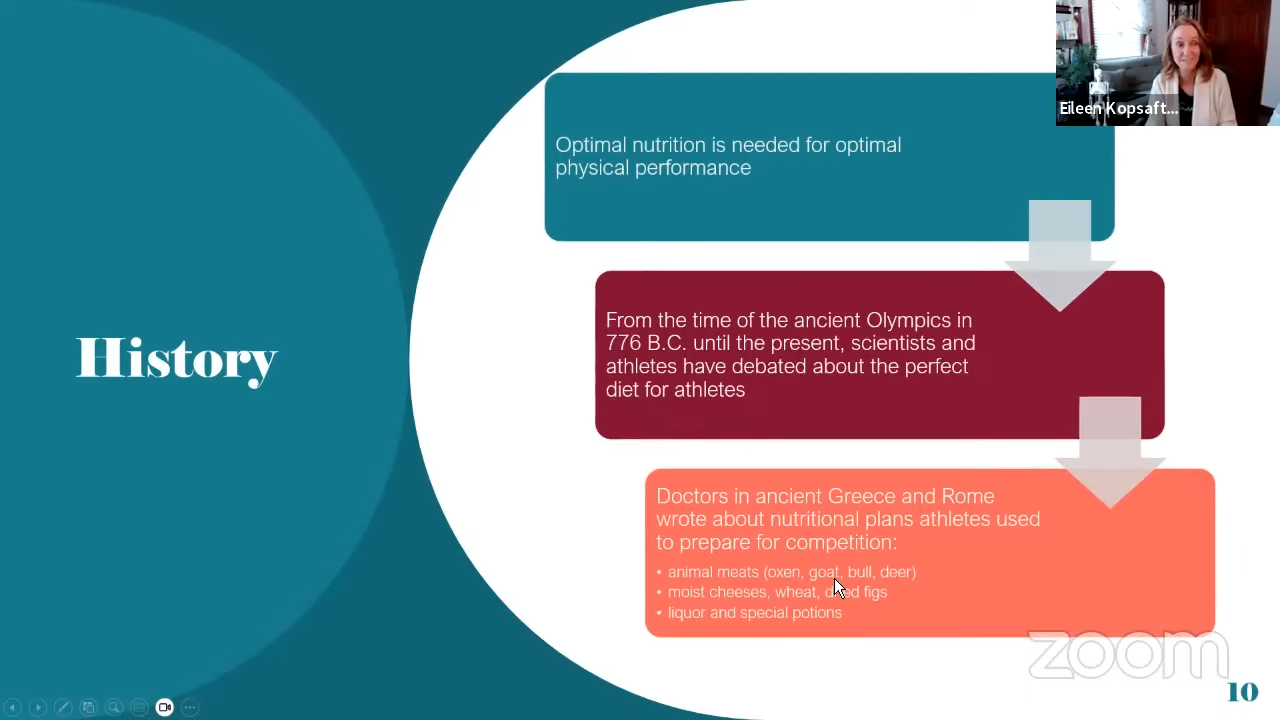 Eileen Kopsaft...
Optimal nutrition is needed for optimal
physical performance
History
From the time of the ancient Olympics in
776 B.C. until the present, scientists and
athletes have debated about the perfect
diet for athletes
Doctors in ancient Greece and Rome
wrote about nutritional plans athletes used
to prepare for competition:
• animal meats (oxen, goat, bull, deer)
• moist cheeses, wheat, dried figs
• liquor and special potions
zoom
10